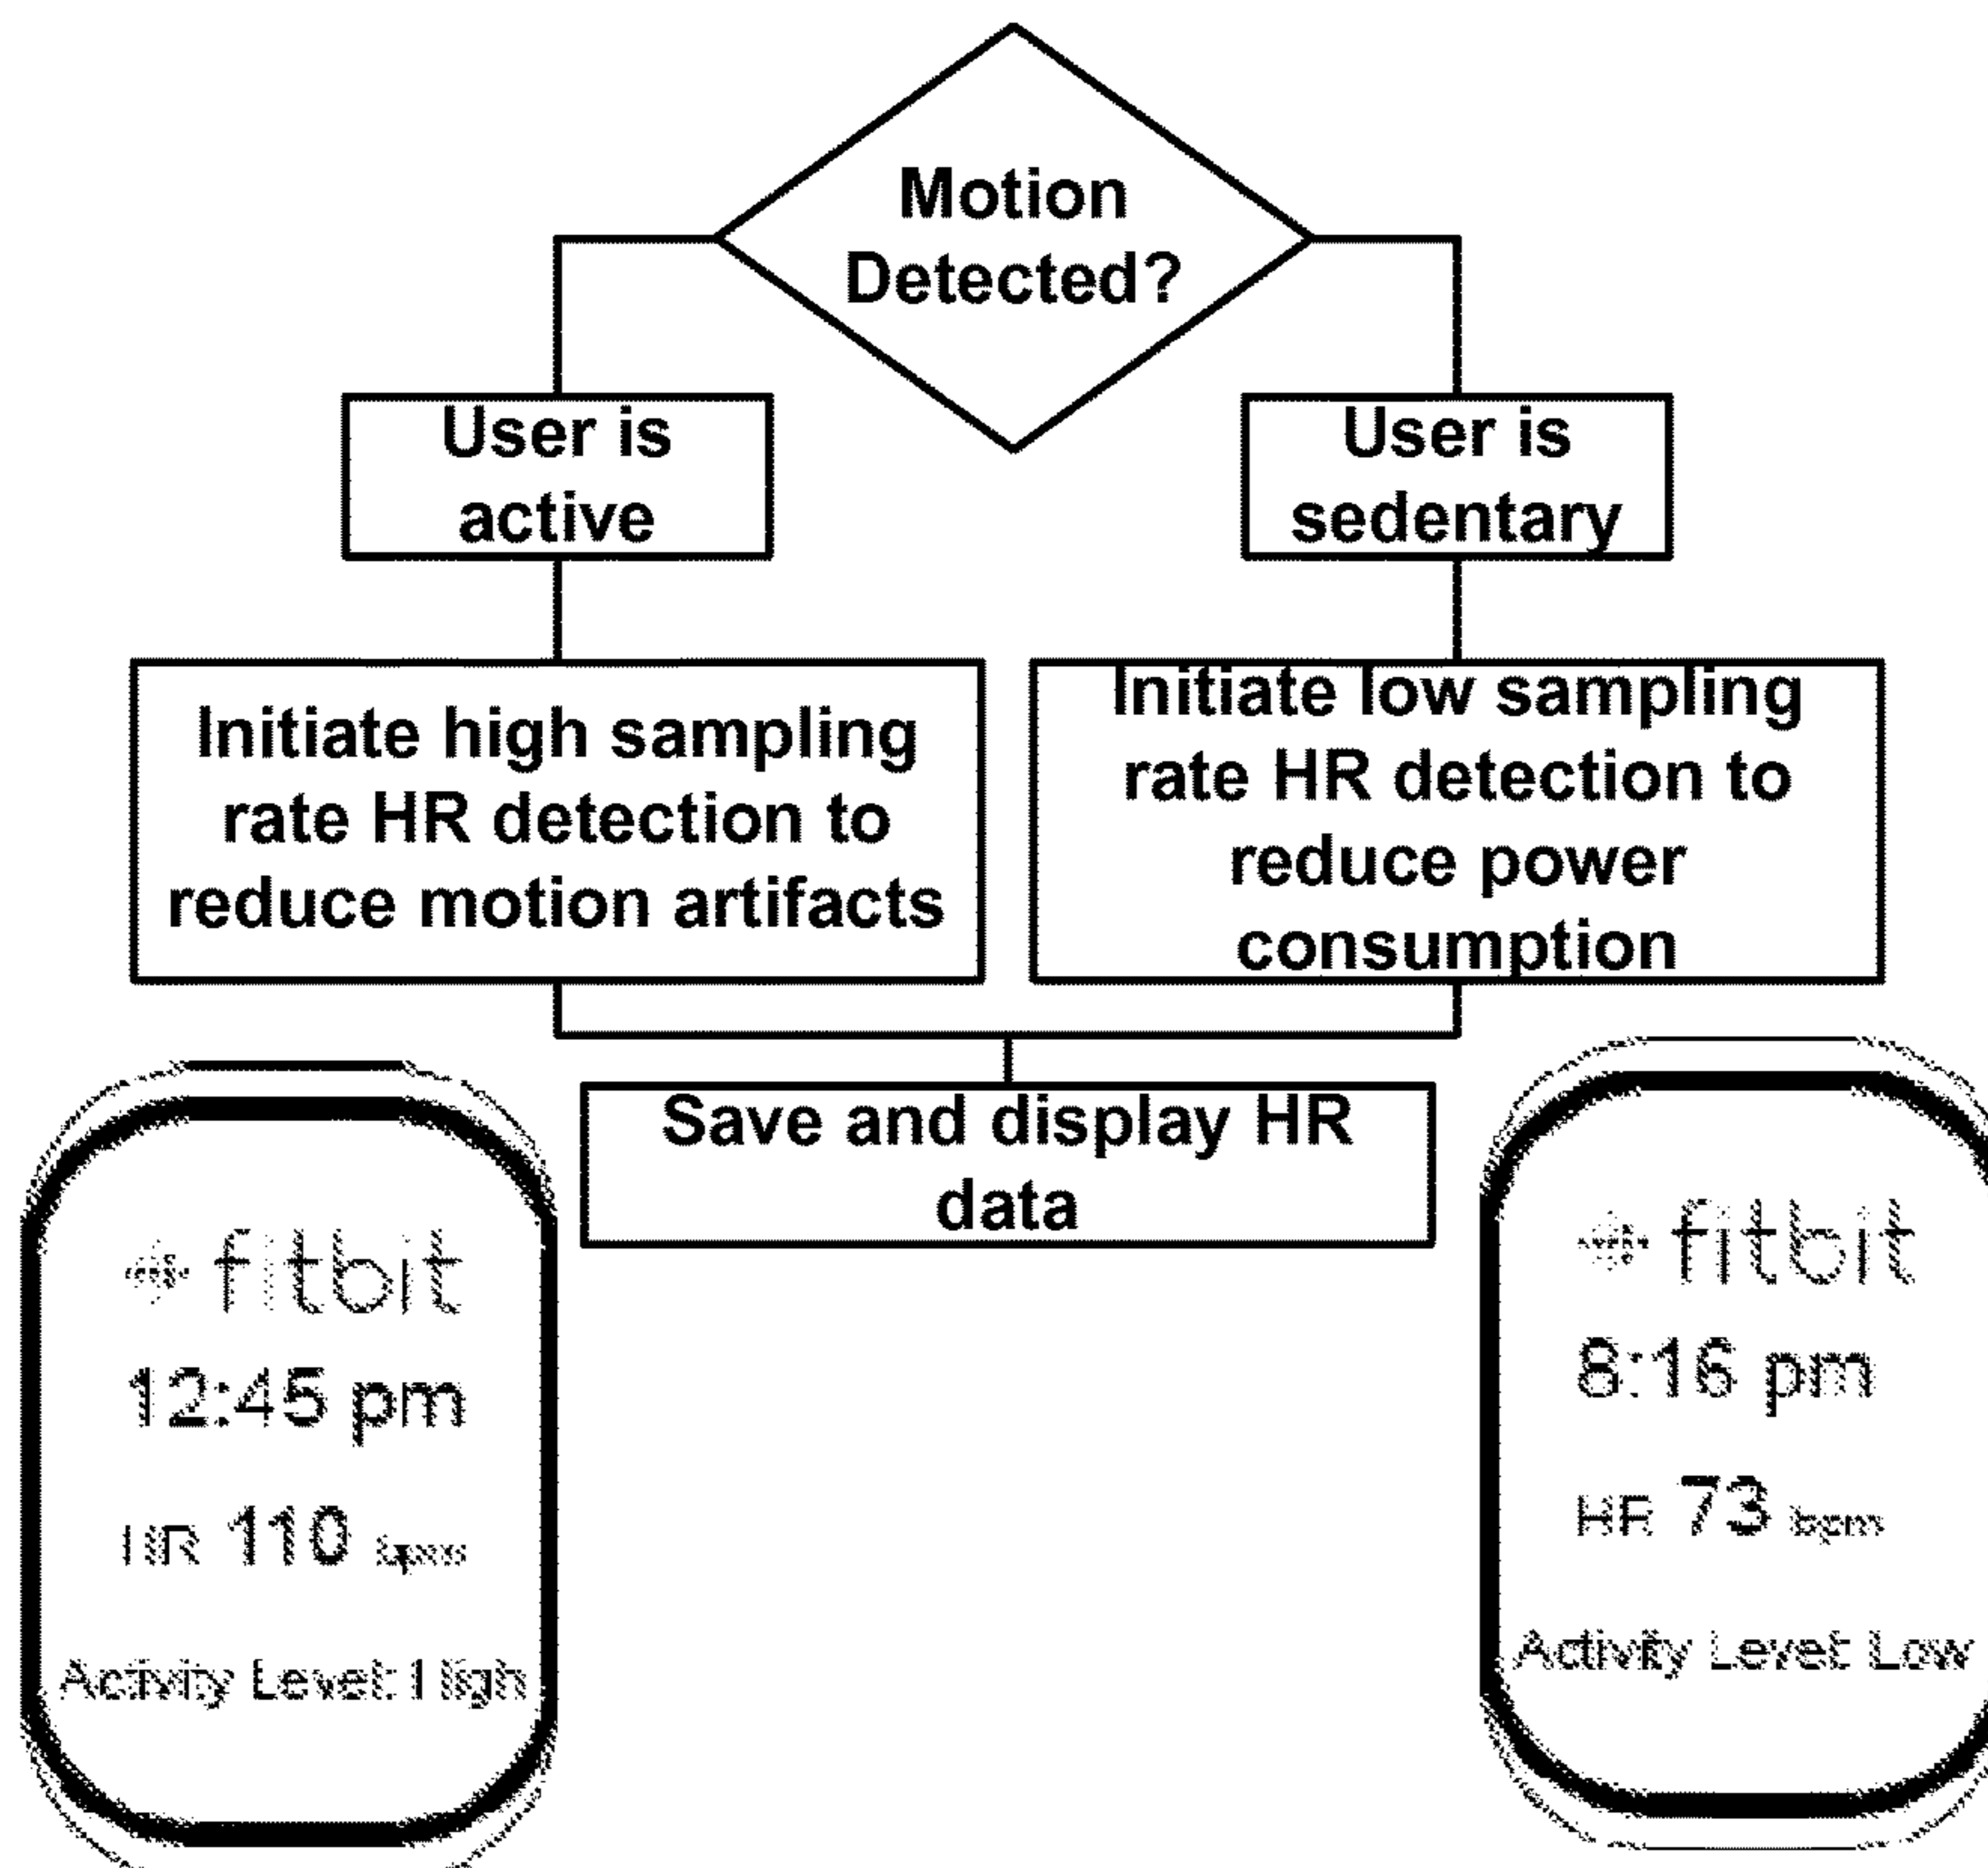 Motion
Detected?
User is
active
User is
sedentary
Initiate high sampling
rate HR detection to
reduce motion artifacts
Initiate low sampling
rate HR detection to
reduce power
consumption
Save and display HR
data
fitbit
12:45 pm
HR 110 bpm
Activity Level: High
fitbit
8:16 pm
HR 73 bpm
Activity Level: Low